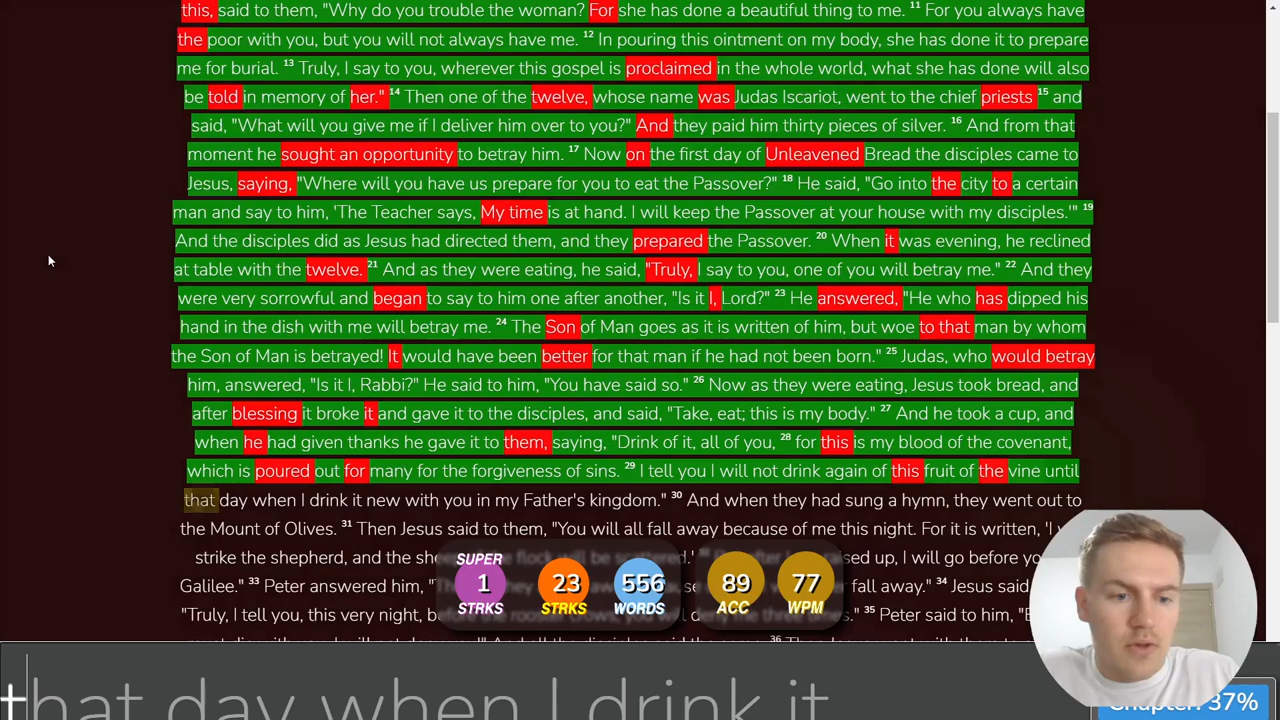 this, said to them, "Why do you trouble the woman? For she has done a beautiful thing to me. 11 For you always have
the poor with you, but you will not always have me. 12 In pouring this ointment on my body, she has done it to prepare
me for burial. 13 Truly, I say to you, wherever this gospel is proclaimed in the whole world, what she has done will also
be told in memory of her." 14 Then one of the twelve, whose name was Judas Iscariot, went to the chief priests 15 and
said, "What will you give me if I deliver him over to you?" And they paid him thirty pieces of silver. 16 And from that
moment he sought an opportunity to betray him. 17 Now on the first day of Unleavened Bread the disciples came to
Jesus, saying, "Where will you have us prepare for you to eat the Passover?" 18 He said, "Go into the city to a certain
man and say to him, 'The Teacher says, My time is at hand. I will keep the Passover at your house with my disciples.'" 19
And the disciples did as Jesus had directed them, and they prepared the Passover. 20 When it was evening, he reclined
at table with the twelve. 21 And as they were eating, he said, "Truly, I say to you, one of you will betray me." 22 And they
were very sorrowful and began to say to him one after another, "Is it I, Lord?" 23 He answered, "He who has dipped his
hand in the dish with me will betray me. 24 The Son of Man goes as it is written of him, but woe to that man by whom
the Son of Man is betrayed! It would have been better for that man if he had not been born." 25 Judas, who would betray
him, answered, "Is it I, Rabbi?" He said to him, "You have said so." 26 Now as they were eating, Jesus took bread, and
after blessing it broke it and gave it to the disciples, and said, "Take, eat; this is my body." 27 And he took a cup, and
when he had given thanks he gave it to them, saying, "Drink of it, all of you, 28 for this is my blood of the covenant,
which is poured out for many for the forgiveness of sins. 29 I tell you I will not drink again of this fruit of the vine until
that day when I drink it new with you in my Father's kingdom." 30 And when they had sung a hymn, they went out to
the Mount of Olives. 31 Then Jesus said to them, "You will all fall away because of me this night. For it is written, 'I
strike the shepherd, and the flock will be scattered.' raised up, I will go before
Galilee." 33 Peter answered him, fall away." 34 Jesus said
"Truly, I tell you, this very night, 35 Peter said to him,
36
SUPER
1 STRKS
23 STRKS
556 WORDS
89 ACC
77 WPM
that day when I drink it
Chapter: 37%